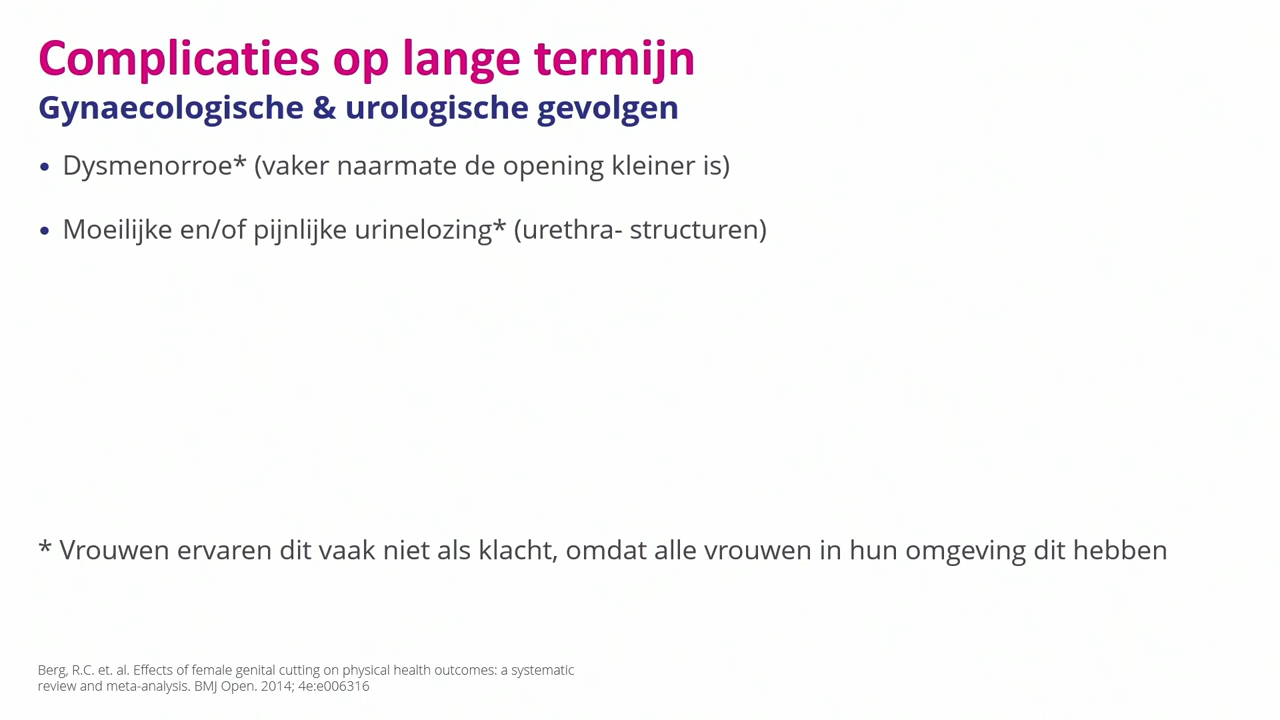 Complicaties op lange termijn
Gynaecologische & urologische gevolgen
• Dysmenorroe* (vaker naarmate de opening kleiner is)
• Moeilijke en/of pijnlijke urinelozing* (urethra- structuren)
* Vrouwen ervaren dit vaak niet als klacht, omdat alle vrouwen in hun omgeving dit hebben
Berg, R.C. et. al. Effects of female genital cutting on physical health outcomes: a systematic
review and meta-analysis. BMJ Open. 2014; 4e:e006316